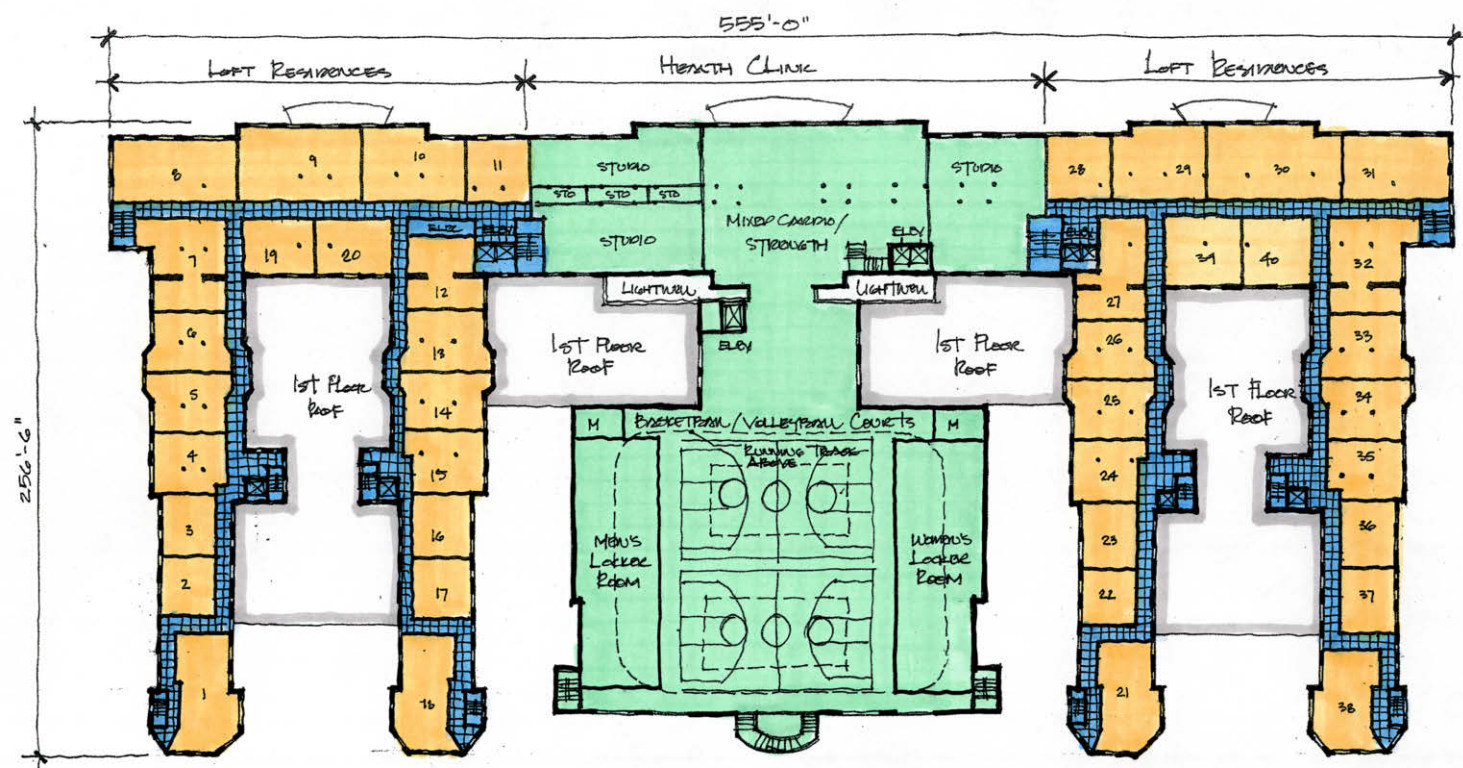 555'-0"
LOFT RESIDENCES
HEALTH CLINIC
LOFT RESIDENCES
256'-6"
8
9
10
11
STUDIO
STO
STO
STO
STUDIO
MIXED CARDIO/
STRENGTH
ELEV
STUDIO
28
29
30
31
7
19
20
ELEC
ELEV
12
LIGHTWELL
LIGHTWELL
ELEV
ELEV
27
39
40
32
6
13
1ST FLOOR
ROOF
1ST FLOOR
ROOF
26
33
5
1ST FLOOR
ROOF
14
25
1ST FLOOR
ROOF
34
4
15
M
BASKETBALL/VOLLEYBALL COURTS
M
RUNNING TRACK
ABOVE
24
35
3
16
MEN'S
LOCKER
ROOM
WOMEN'S
LOCKER
ROOM
23
36
2
17
22
37
1
18
21
38